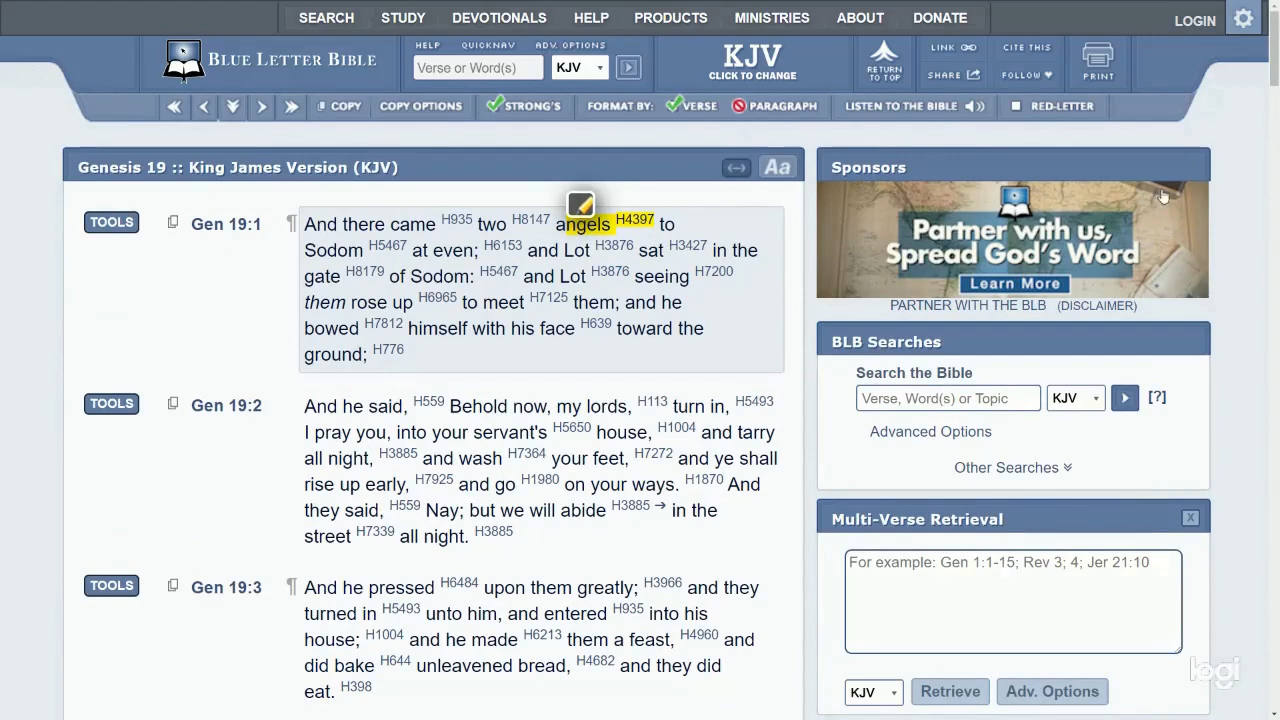 SEARCH STUDY DEVOTIONALS HELP PRODUCTS MINISTRIES ABOUT DONATE LOGIN
BLUE LETTER BIBLE
HELP QUICKNAV ADV. OPTIONS
Verse or Word(s) KJV
KJV
CLICK TO CHANGE
RETURN
TO TOP
LINK CITE THIS
SHARE FOLLOW
PRINT
COPY COPY OPTIONS STRONG'S FORMAT BY: VERSE PARAGRAPH LISTEN TO THE BIBLE RED-LETTER
Genesis 19 :: King James Version (KJV) Aa
TOOLS Gen 19:1 ¶ And there came H935 two H8147 angels H4397 to
Sodom H5467 at even; H6153 and Lot H3876 sat H3427 in the
gate H8179 of Sodom: H5467 and Lot H3876 seeing H7200
them rose up H6965 to meet H7125 them; and he
bowed H7812 himself with his face H639 toward the
ground; H776
TOOLS Gen 19:2 And he said, H559 Behold now, my lords, H113 turn in, H5493
I pray you, into your servant's H5650 house, H1004 and tarry
all night, H3885 and wash H7364 your feet, H7272 and ye shall
rise up early, H7925 and go H1980 on your ways. H1870 And
they said, H559 Nay; but we will abide H3885 → in the
street H7339 all night. H3885
TOOLS Gen 19:3 ¶ And he pressed H6484 upon them greatly; H3966 and they
turned in H5493 unto him, and entered H935 into his
house; H1004 and he made H6213 them a feast, H4960 and
did bake H644 unleavened bread, H4682 and they did
eat. H398
Sponsors
Partner with us,
Spread God's Word
Learn More
PARTNER WITH THE BLB (DISCLAIMER)
BLB Searches
Search the Bible
Verse, Word(s) or Topic KJV [?]
Advanced Options
Other Searches
Multi-Verse Retrieval X
For example: Gen 1:1-15; Rev 3; 4; Jer 21:10
KJV Retrieve Adv. Options
logi